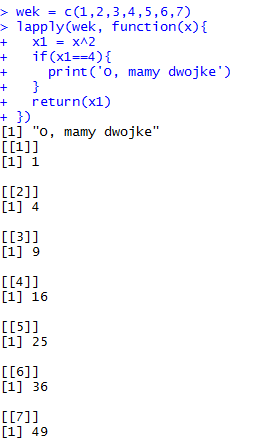 > wek = c(1,2,3,4,5,6,7)
> lapply(wek, function(x){
+   x1 = x^2
+   if(x1==4){
+     print('O, mamy dwojke')
+   }
+   return(x1)
+ })
[1] "O, mamy dwojke"
[[1]]
[1] 1
[[2]]
[1] 4
[[3]]
[1] 9
[[4]]
[1] 16
[[5]]
[1] 25
[[6]]
[1] 36
[[7]]
[1] 49